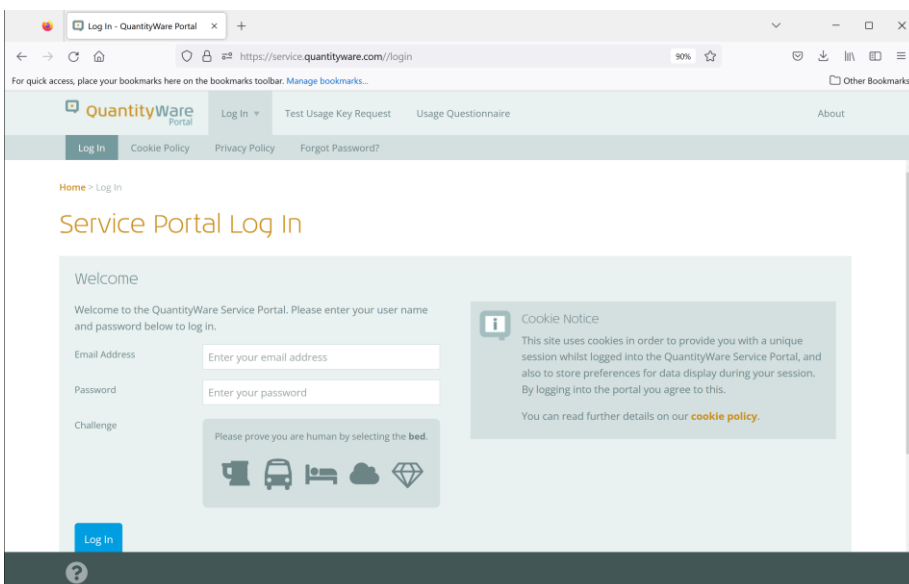 Log In - QuantityWare Portal
https://service.quantityware.com//login
90%
For quick access, place your bookmarks here on the bookmarks toolbar. Manage bookmarks...
Other Bookmarks
QuantityWare
Portal
Log In
Test Usage Key Request
Usage Questionnaire
About
Log In
Cookie Policy
Privacy Policy
Forgot Password?
Home > Log In
Service Portal Log In
Welcome
Welcome to the QuantityWare Service Portal. Please enter your user name
and password below to log in.
Email Address
Enter your email address
Password
Enter your password
Challenge
Please prove you are human by selecting the bed.
Log In
Cookie Notice
This site uses cookies in order to provide you with a unique
session whilst logged into the QuantityWare Service Portal, and
also to store preferences for data display during your session.
By logging into the portal you agree to this.
You can read further details on our cookie policy.